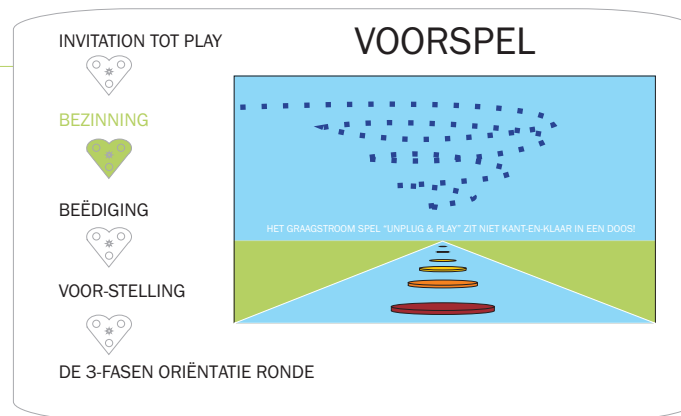 VOORSPEL
INVITATION TOT PLAY
BEZINNING
BEËDIGING
VOOR-STELLING
DE 3-FASEN ORIËNTATIE RONDE
HET GRAAGSTROOM SPEL "UNPLUG & PLAY" ZIT NIET KANT-EN-KLAAR IN EEN DOOS!